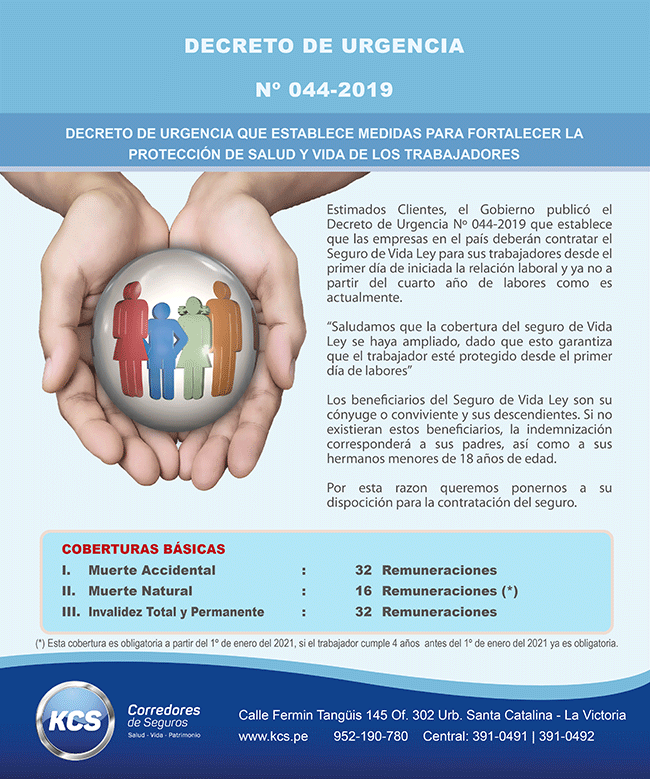 DECRETO DE URGENCIA
Nº 044-2019
DECRETO DE URGENCIA QUE ESTABLECE MEDIDAS PARA FORTALECER LA
PROTECCIÓN DE SALUD Y VIDA DE LOS TRABAJADORES
Estimados Clientes, el Gobierno publicó el
Decreto de Urgencia Nº 044-2019 que establece
que las empresas en el país deberán contratar el
Seguro de Vida Ley para sus trabajadores desde el
primer día de iniciada la relación laboral y ya no a
partir del cuarto año de labores como es
actualmente.
“Saludamos que la cobertura del seguro de Vida
Ley se haya ampliado, dado que esto garantiza
que el trabajador esté protegido desde el primer
día de labores”
Los beneficiarios del Seguro de Vida Ley son su
cónyuge o conviviente y sus descendientes. Si no
existieran estos beneficiarios, la indemnización
corresponderá a sus padres, así como a sus
hermanos menores de 18 años de edad.
Por esta razon queremos ponernos a su
disposición para la contratación del seguro.
COBERTURAS BÁSICAS
I. Muerte Accidental : 32 Remuneraciones
II. Muerte Natural : 16 Remuneraciones (*)
III. Invalidez Total y Permanente : 32 Remuneraciones
(*) Esta cobertura es obligatoria a partir del 1º de enero del 2021, si el trabajador cumple 4 años antes del 1º de enero del 2021 ya es obligatoria.
KCS
Corredores
de Seguros
Salud - Vida - Patrimonio
Calle Fermin Tangüis 145 Of. 302 Urb. Santa Catalina - La Victoria
www.kcs.pe 952-190-780 Central: 391-0491 | 391-0492